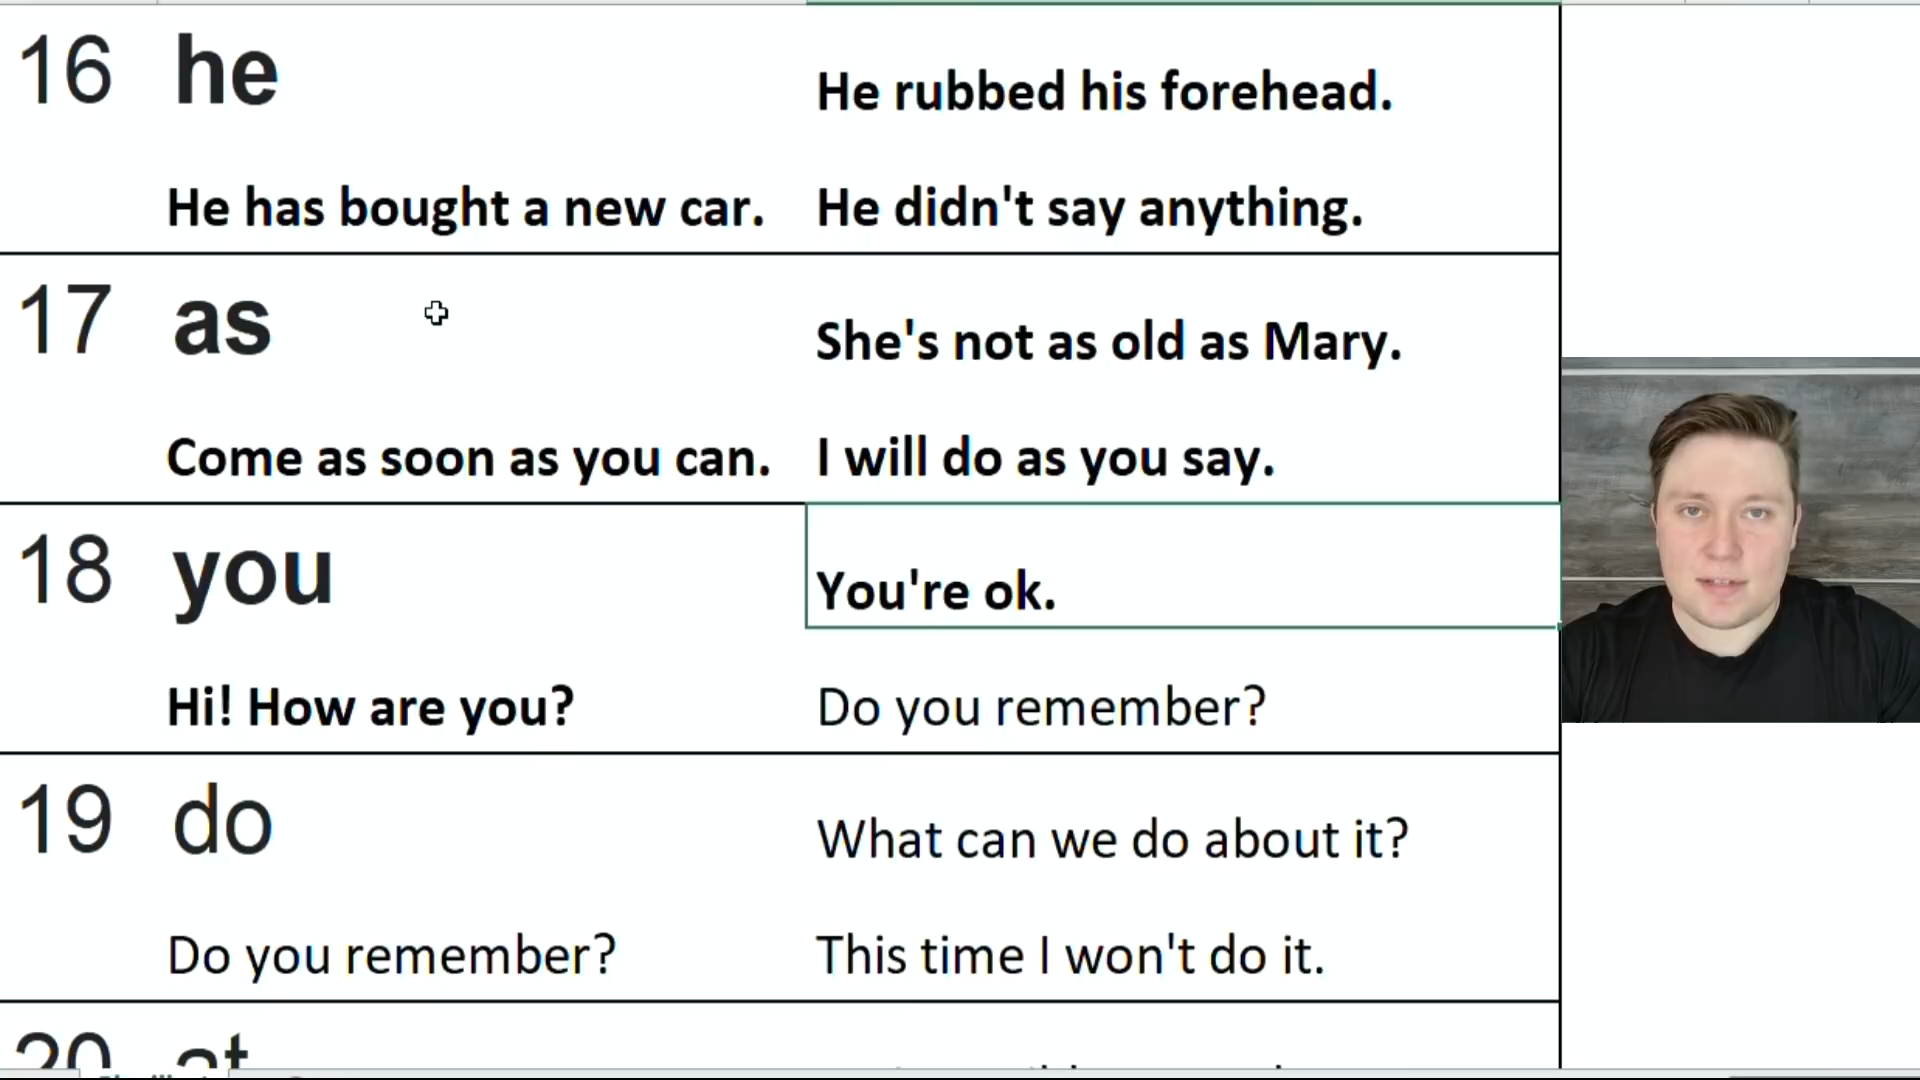 16 he He rubbed his forehead.
He has bought a new car. He didn't say anything.
17 as She's not as old as Mary.
Come as soon as you can. I will do as you say.
18 you You're ok.
Hi! How are you? Do you remember?
19 do What can we do about it?
Do you remember? This time I won't do it.
20 at